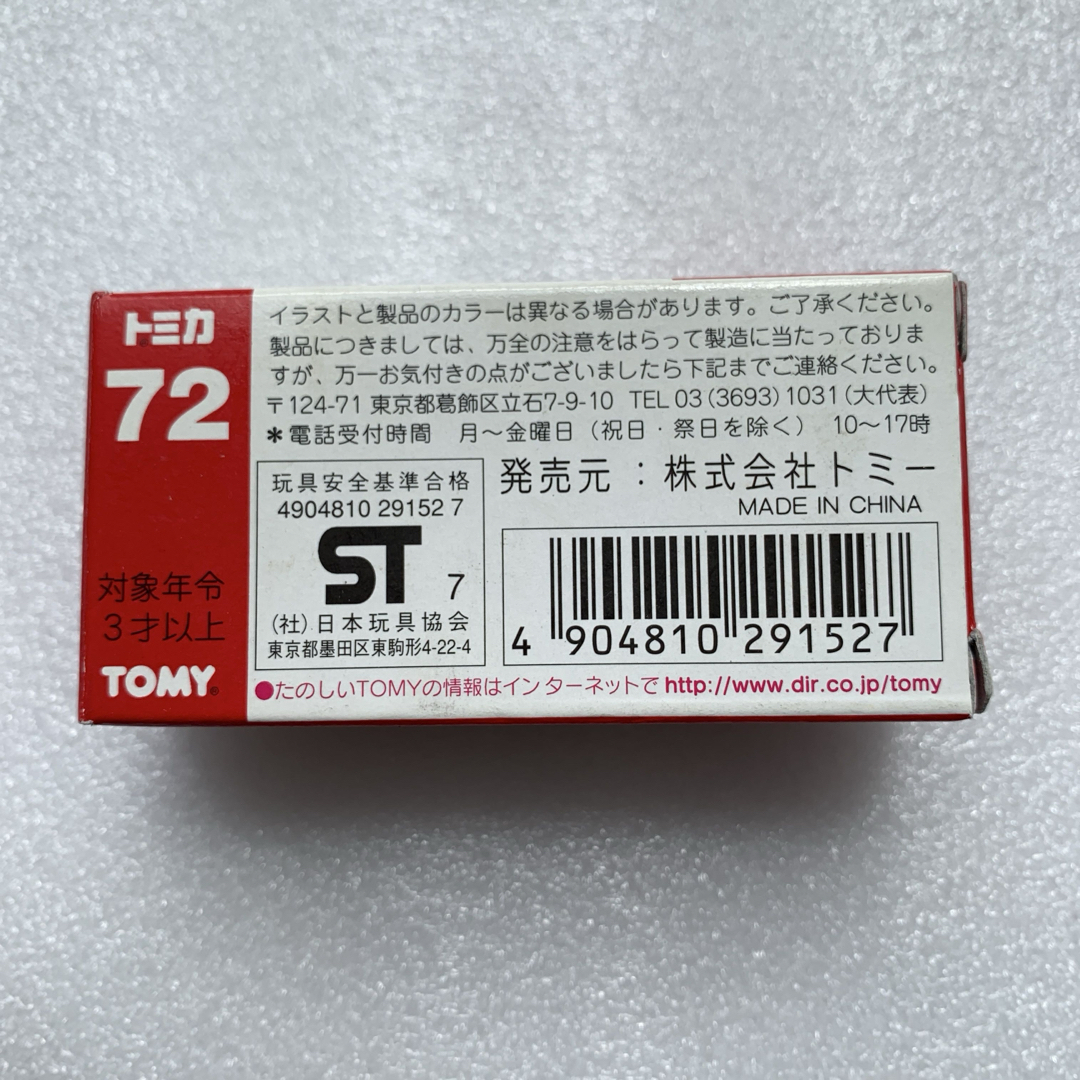 トミカ
72
対象年令
3才以上
TOMY®
イラストと製品のカラーは異なる場合があります。ご了承ください。
製品につきましては、万全の注意をはらって製造に当たっておりま
すが、万一お気付きの点がございましたら下記までご連絡ください。
〒124-71 東京都葛飾区立石7-9-10 TEL 03(3693)1031(大代表)
＊電話受付時間 月〜金曜日（祝日・祭日を除く） 10〜17時
玩具安全基準合格
4904810 29152 7
ST 7
(社)日本玩具協会
東京都墨田区東駒形4-22-4
発売元：株式会社トミー
MADE IN CHINA
4 904810 291527
●たのしいTOMYの情報はインターネットで http://www.dir.co.jp/tomy